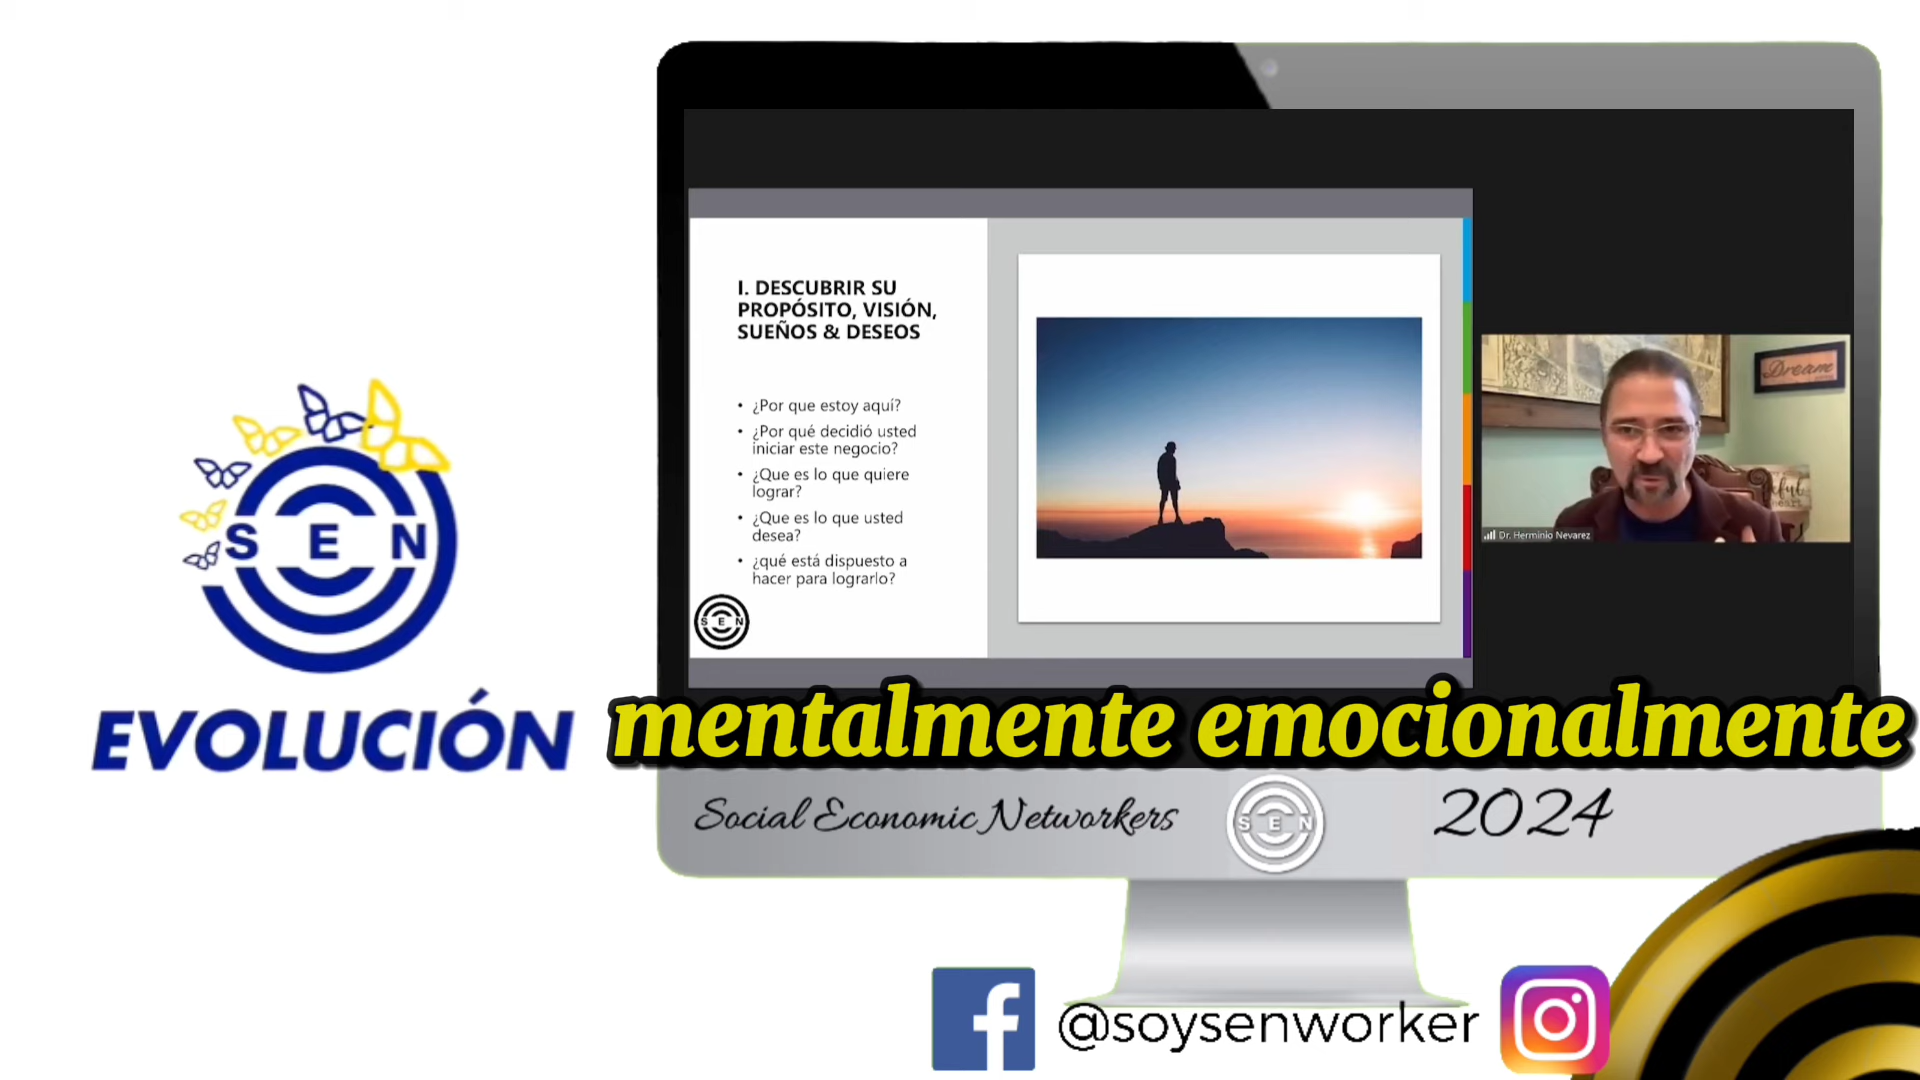 I. DESCUBRIR SU
PROPÓSITO, VISIÓN,
SUEÑOS & DESEOS
• ¿Por que estoy aquí?
• ¿Por qué decidió usted
iniciar este negocio?
• ¿Que es lo que quiere
lograr?
• ¿Que es lo que usted
desea?
• ¿qué está dispuesto a
hacer para lograrlo?
S E N
Dream
Dr. Herminio Nevarez
S E N
EVOLUCIÓN
mentalmente emocionalmente
Social Economic Networkers
S E N
2024
@soysenworker